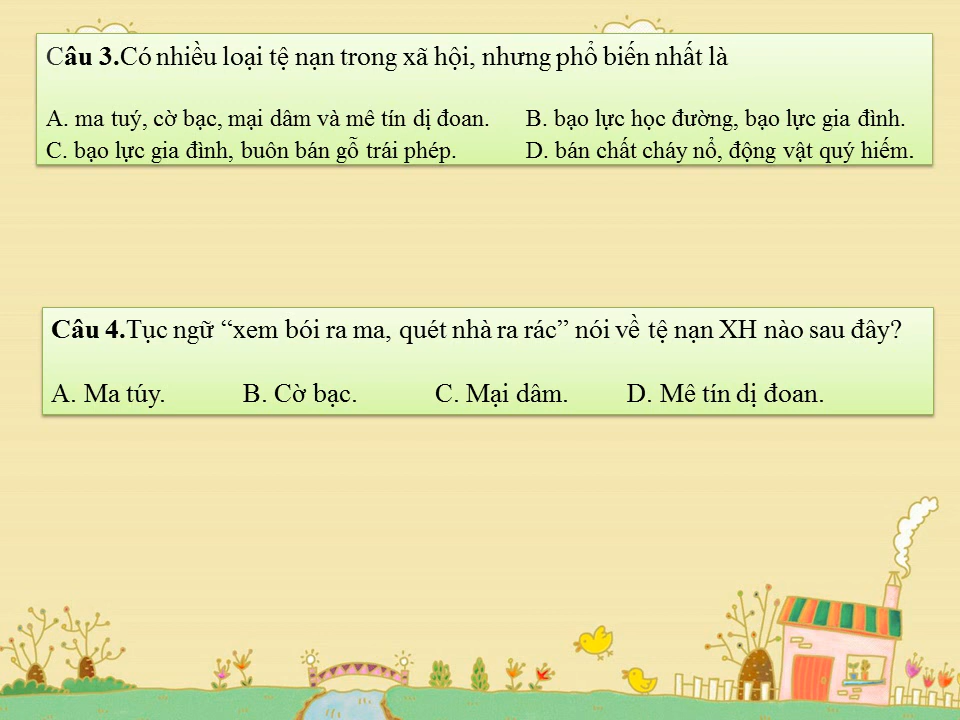 Câu 3.Có nhiều loại tệ nạn trong xã hội, nhưng phổ biến nhất là
A. ma tuý, cờ bạc, mại dâm và mê tín dị đoan. B. bạo lực học đường, bạo lực gia đình.
C. bạo lực gia đình, buôn bán gỗ trái phép. D. bán chất cháy nổ, động vật quý hiếm.
Câu 4.Tục ngữ “xem bói ra ma, quét nhà ra rác” nói về tệ nạn XH nào sau đây?
A. Ma túy. B. Cờ bạc. C. Mại dâm. D. Mê tín dị đoan.